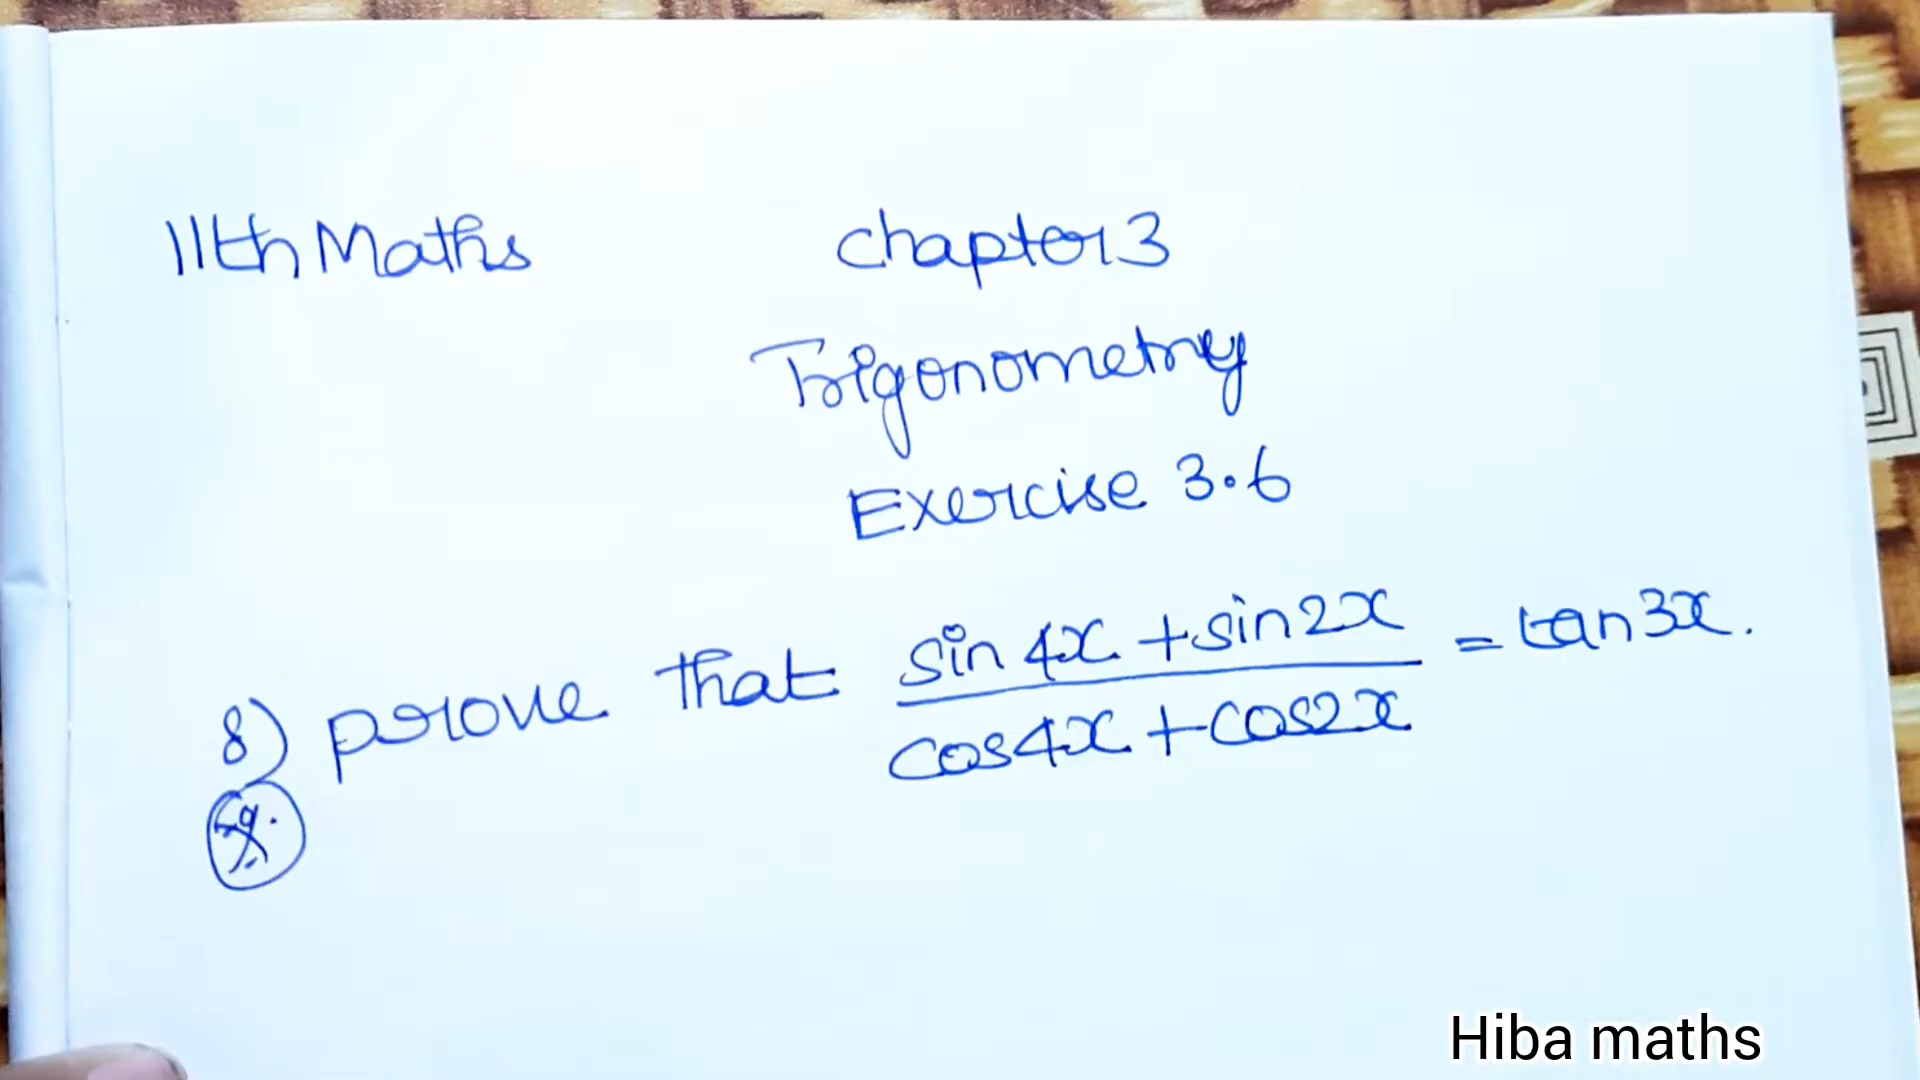 11th Maths chapter 3
Trigonometry
Exercise 3.6
8) prove that sin 4x + sin 2x / cos 4x + cos 2x = tan 3x.
Hiba maths